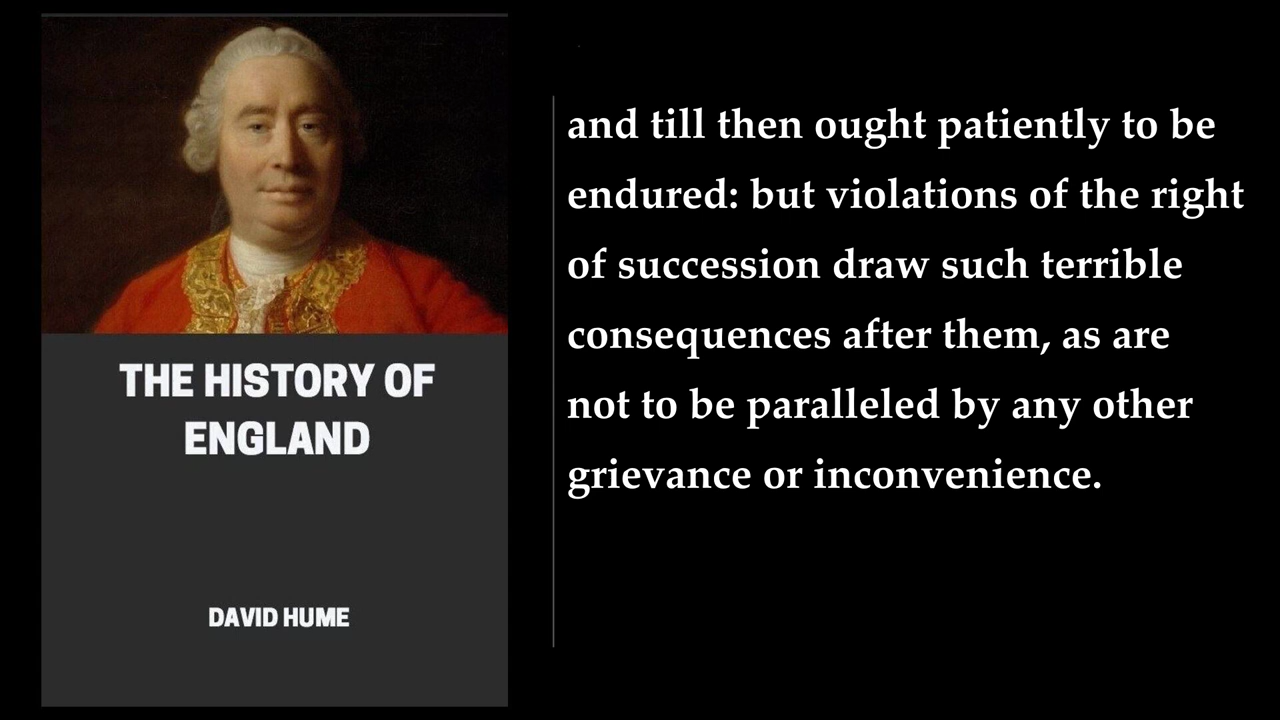 THE HISTORY OF
ENGLAND
DAVID HUME
and till then ought patiently to be
endured: but violations of the right
of succession draw such terrible
consequences after them, as are
not to be paralleled by any other
grievance or inconvenience.